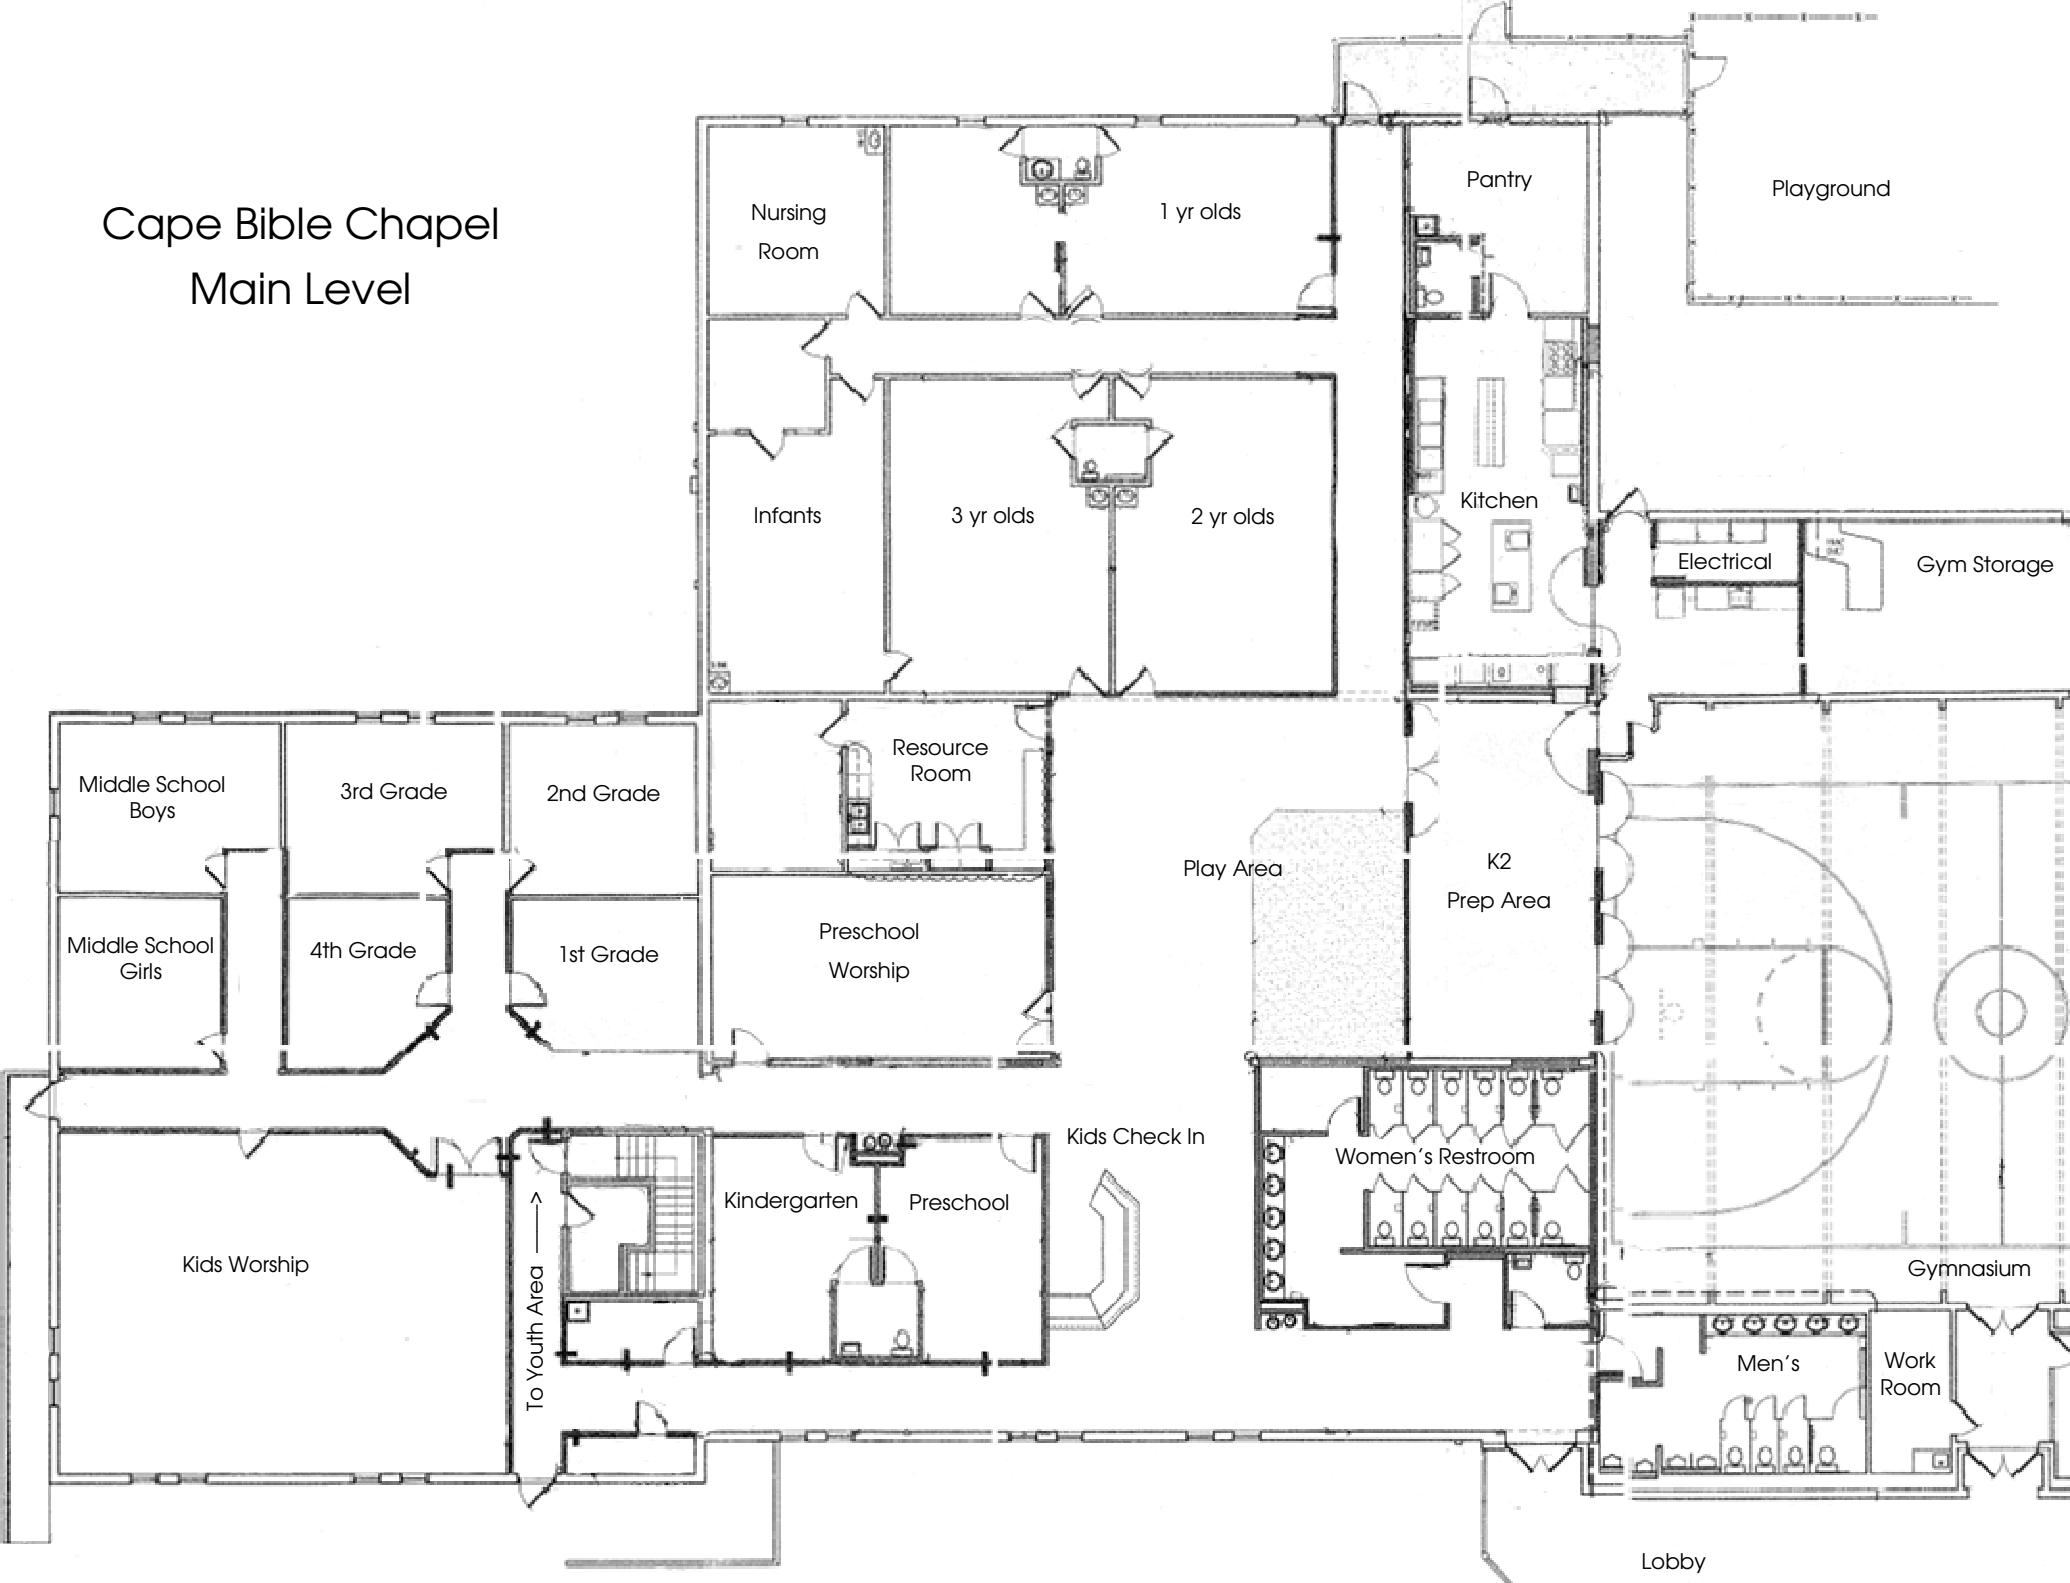 Cape Bible Chapel
Main Level
Nursing
Room
1 yr olds
Pantry
Playground
Infants
3 yr olds
2 yr olds
Kitchen
Electrical
Gym Storage
Middle School
Boys
3rd Grade
2nd Grade
Resource
Room
Play Area
K2
Prep Area
Middle School
Girls
4th Grade
1st Grade
Preschool
Worship
Kids Check In
Women's Restroom
Kindergarten
Preschool
Kids Worship
To Youth Area ---->
Gymnasium
Men's
Work
Room
Lobby